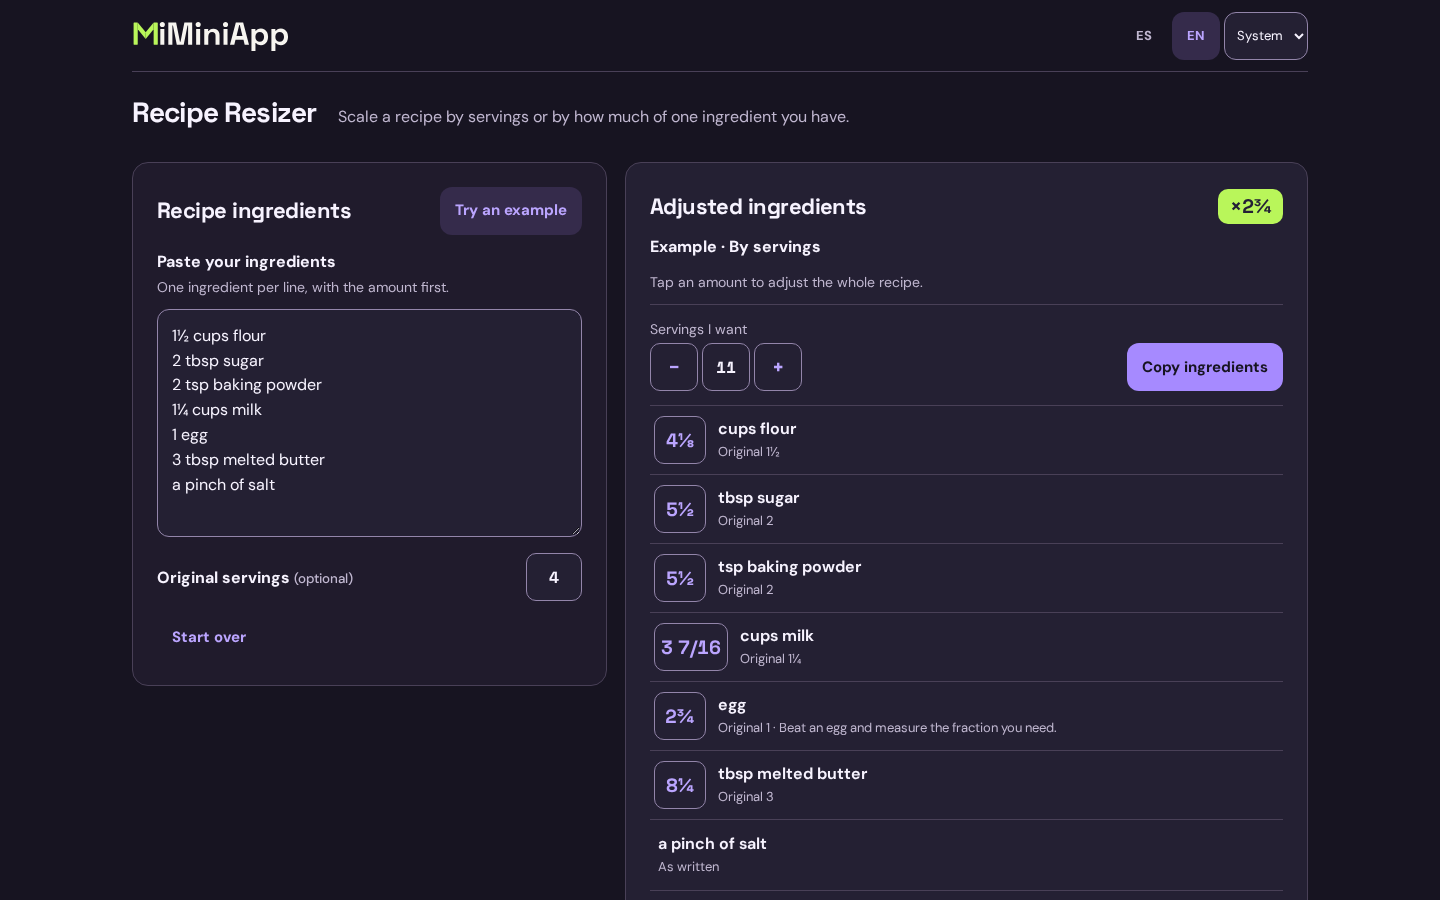 MiMiniApp
ES
EN
System
Recipe Resizer
Scale a recipe by servings or by how much of one ingredient you have.
Recipe ingredients
Try an example
Paste your ingredients
One ingredient per line, with the amount first.
1½ cups flour
2 tbsp sugar
2 tsp baking powder
1¼ cups milk
1 egg
3 tbsp melted butter
a pinch of salt
Original servings (optional)
4
Start over
Adjusted ingredients
×2¾
Example · By servings
Tap an amount to adjust the whole recipe.
Servings I want
−
11
+
Copy ingredients
4⅛
cups flour
Original 1½
5½
tbsp sugar
Original 2
5½
tsp baking powder
Original 2
3 7/16
cups milk
Original 1¼
2¾
egg
Original 1 · Beat an egg and measure the fraction you need.
8¼
tbsp melted butter
Original 3
a pinch of salt
As written